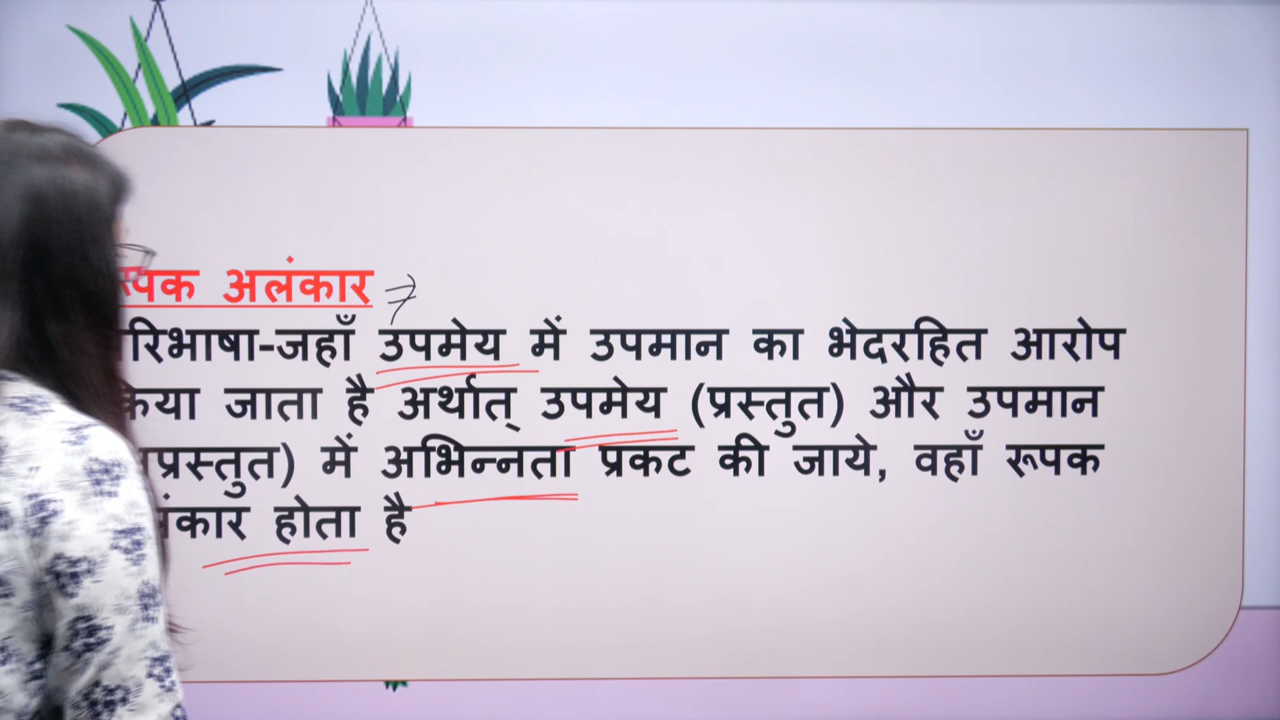 रूपक अलंकार
परिभाषा-जहाँ उपमेय में उपमान का भेदरहित आरोप
किया जाता है अर्थात् उपमेय (प्रस्तुत) और उपमान
में अभिन्नता प्रकट की जाये, वहाँ रूपक
अलंकार होता है